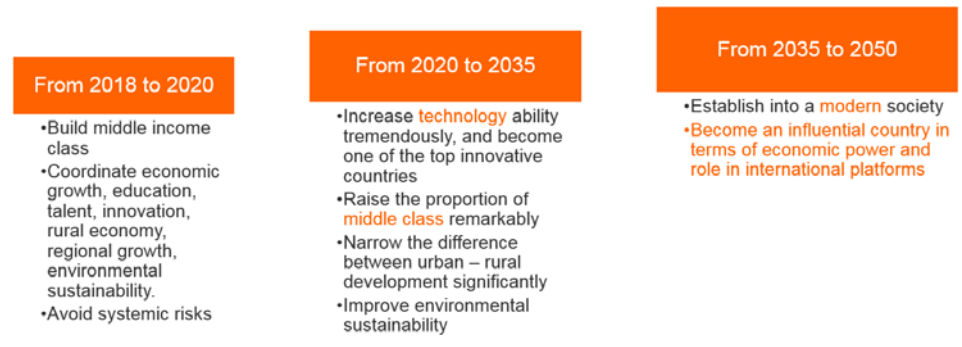 From 2018 to 2020
•Build middle income
class
•Coordinate economic
growth, education,
talent, innovation,
rural economy,
regional growth,
environmental
sustainability.
•Avoid systemic risks
From 2020 to 2035
•Increase technology ability
tremendously, and become
one of the top innovative
countries
•Raise the proportion of
middle class remarkably
•Narrow the difference
between urban – rural
development significantly
•Improve environmental
sustainability
From 2035 to 2050
•Establish into a modern society
•Become an influential country in
terms of economic power and
role in international platforms